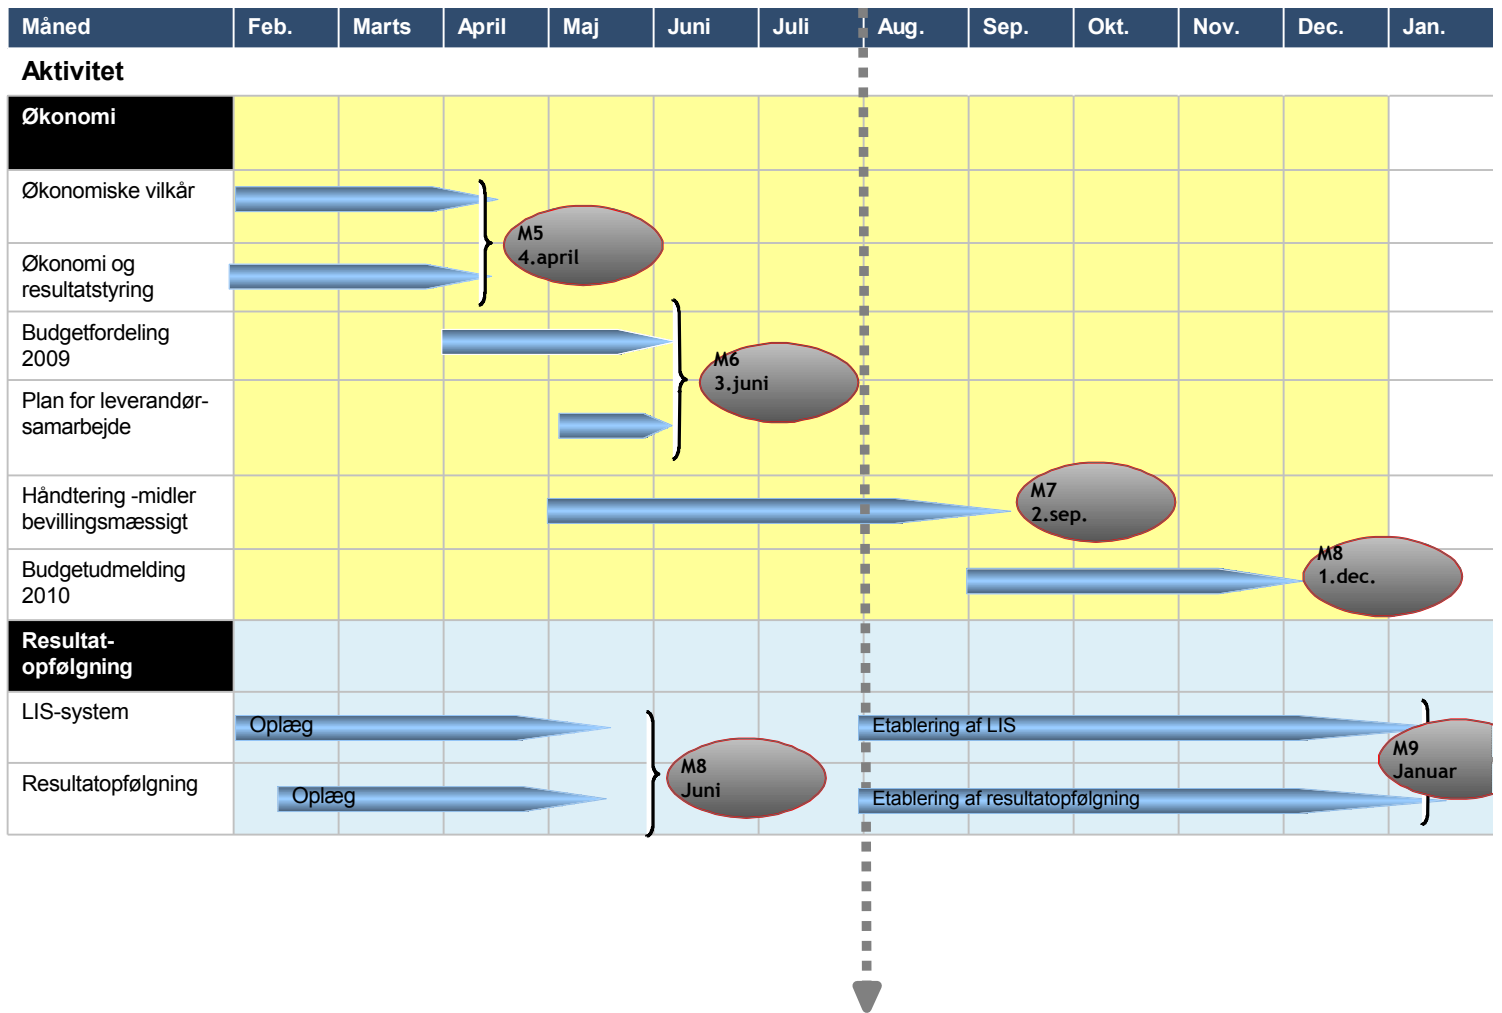 Måned Feb. Marts April Maj Juni Juli Aug. Sep. Okt. Nov. Dec. Jan.
Aktivitet
Økonomi
Økonomiske vilkår
M5
4.april
Økonomi og
resultatstyring
Budgetfordeling
2009
M6
3.juni
Plan for leverandør-
samarbejde
Håndtering -midler
bevillingsmæssigt
M7
2.sep.
Budgetudmelding
2010
M8
1.dec.
Resultat-
opfølgning
LIS-system
Oplæg
Etablering af LIS
M8
Juni
M9
Januar
Resultatopfølgning
Oplæg
Etablering af resultatopfølgning